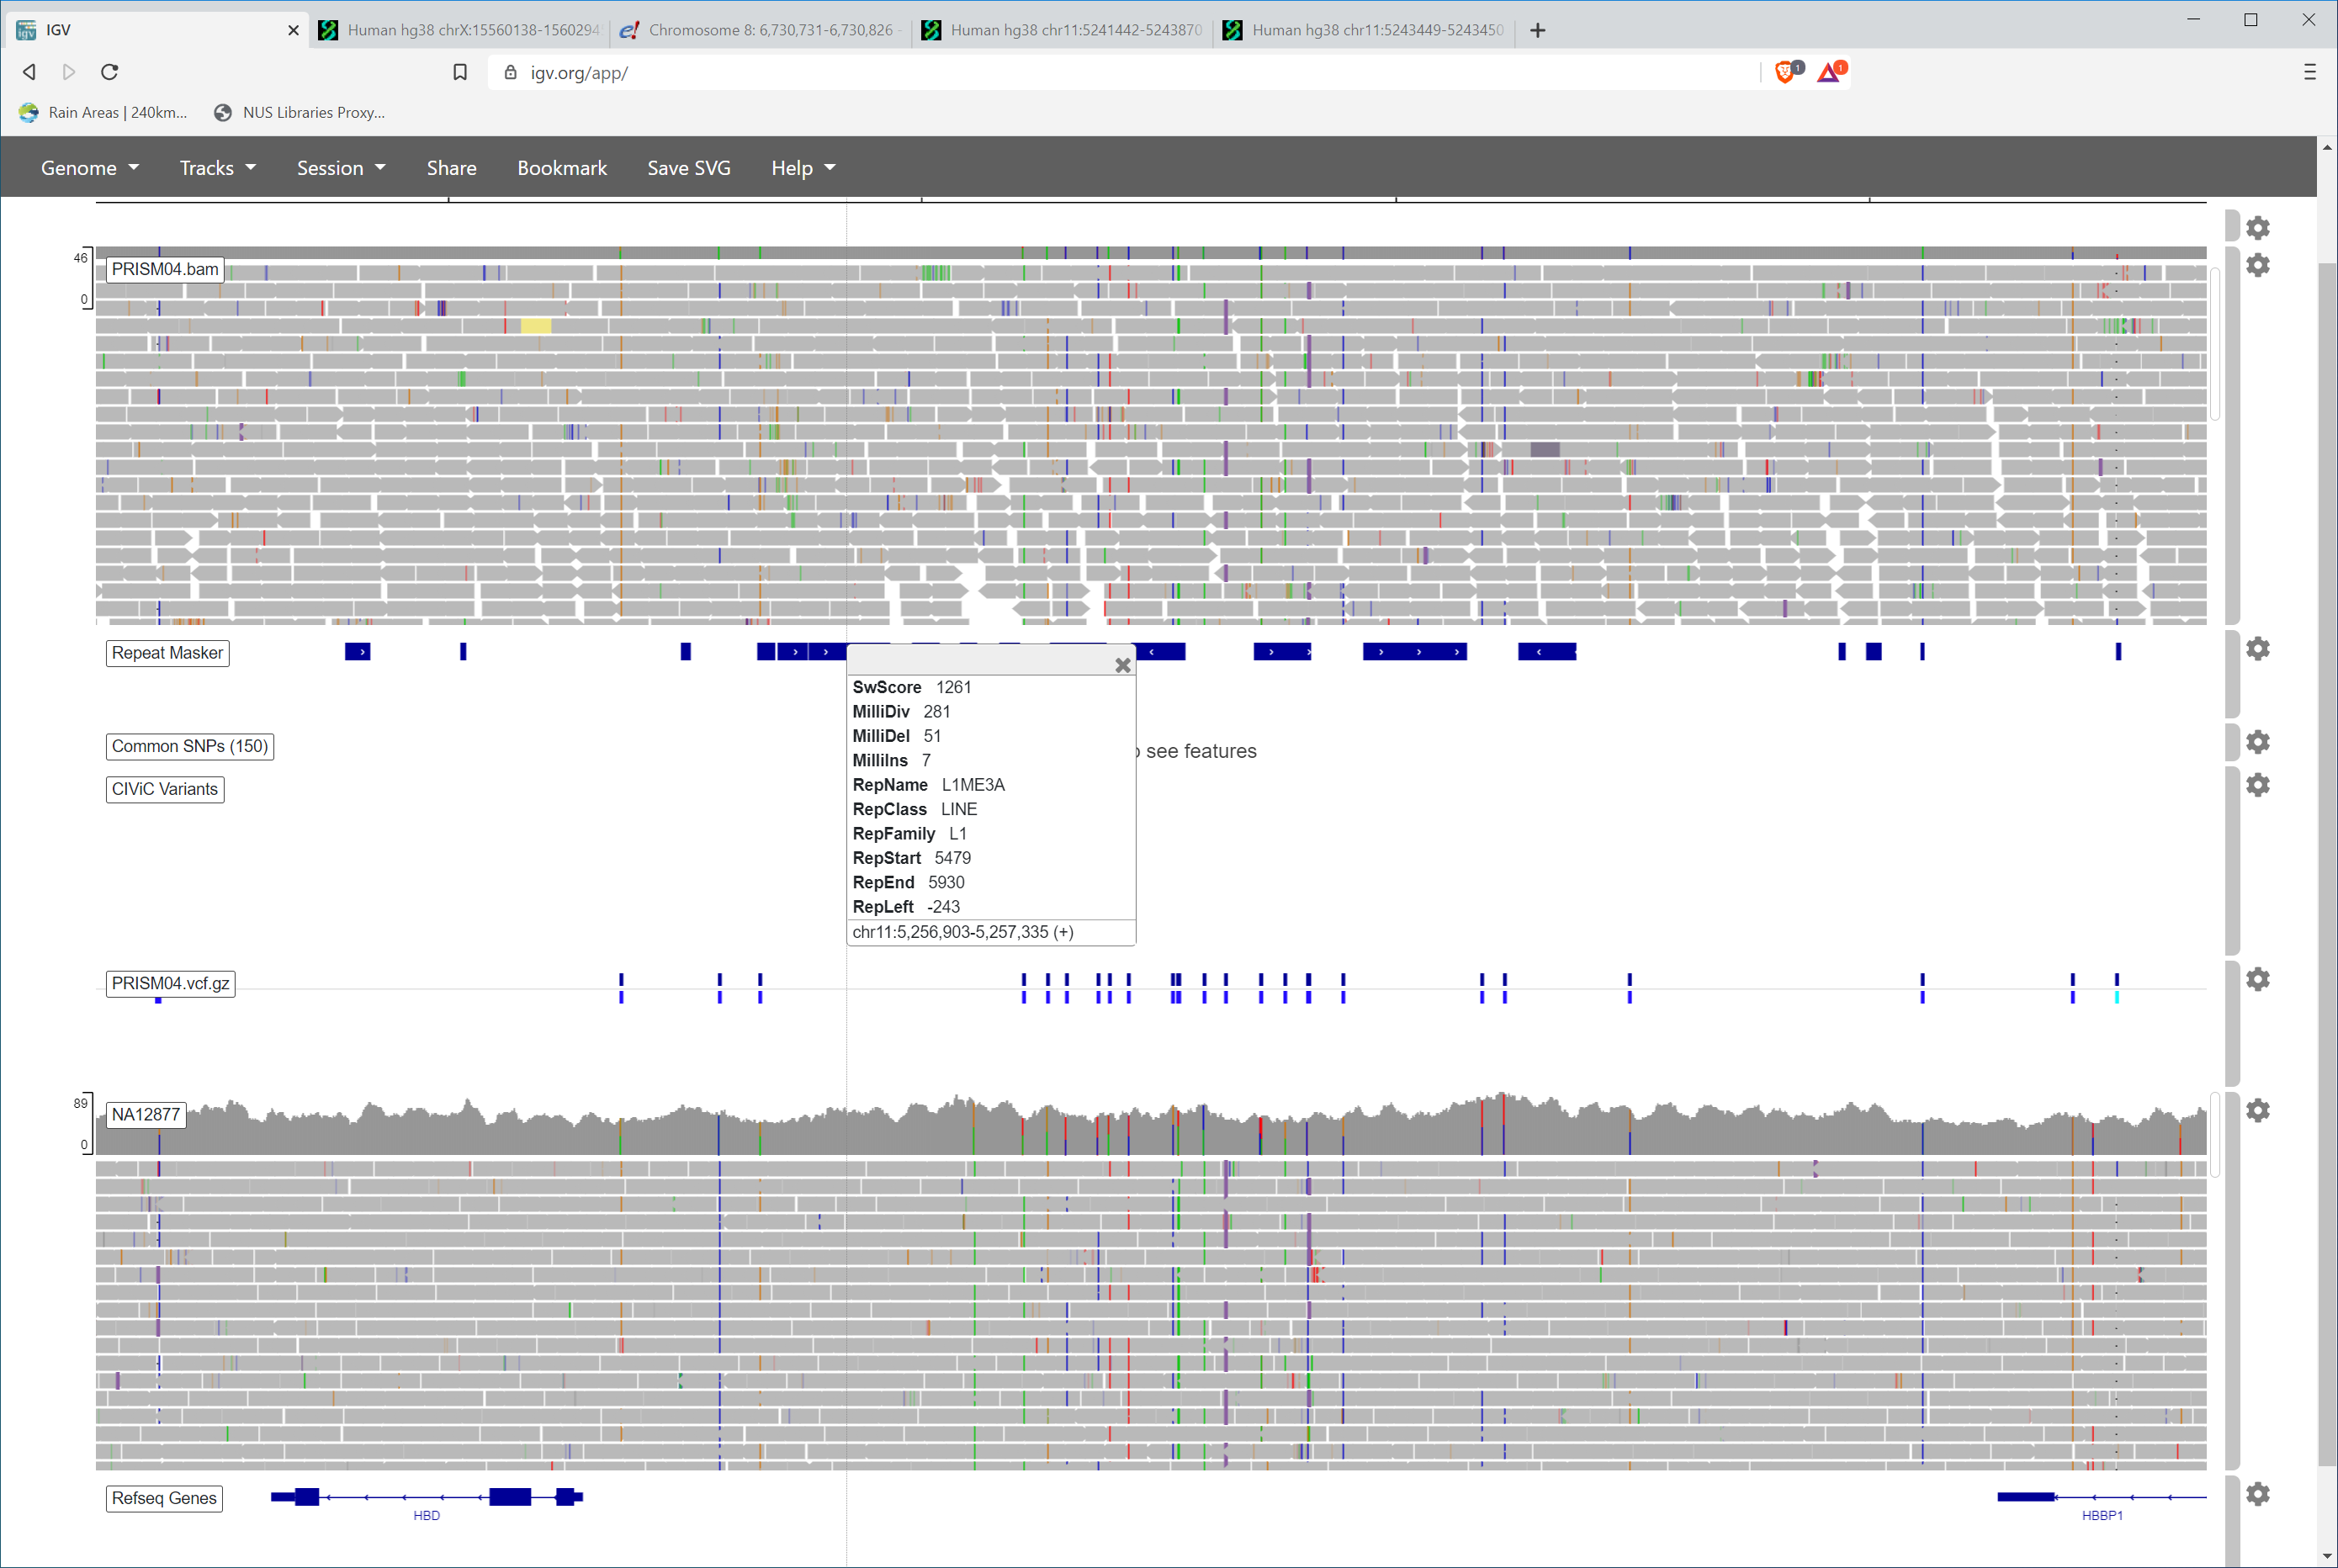 IGV
Human hg38 chrX:15560138-1560294
Chromosome 8: 6,730,731-6,730,826 -
Human hg38 chr11:5241442-5243870
Human hg38 chr11:5243449-5243450
igv.org/app/
1
1
Rain Areas | 240km...
NUS Libraries Proxy...
Genome
Tracks
Session
Share
Bookmark
Save SVG
Help
46
0
PRISM04.bam
Repeat Masker
SwScore 1261
MilliDiv 281
MilliDel 51
MilliIns 7
RepName L1ME3A
RepClass LINE
RepFamily L1
RepStart 5479
RepEnd 5930
RepLeft -243
chr11:5,256,903-5,257,335 (+)
Common SNPs (150)
see features
CIViC Variants
PRISM04.vcf.gz
89
0
NA12877
Refseq Genes
HBD
HBBP1